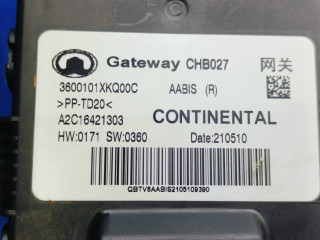 Gateway CHB027 网关
3600101XKQ00C AABIS (R)
>PP-TD20<
A2C16421303 CONTINENTAL
HW:0171 SW:0360 Date:210510
QBTV8AABIS2105109390